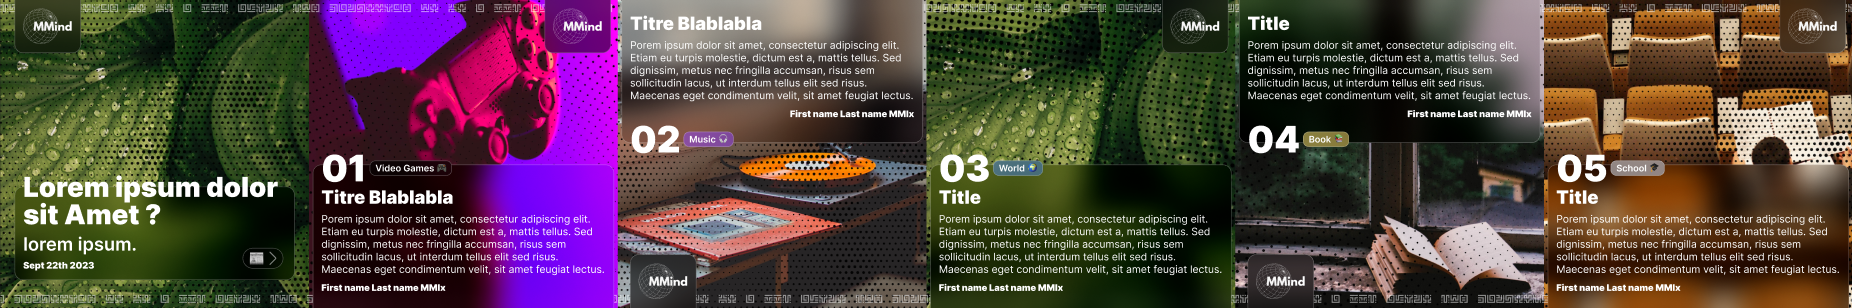 MMind
Lorem ipsum dolor
sit Amet ?
lorem ipsum.
Sept 22th 2023
MMind
01 Video Games
Titre Blablabla
Porem ipsum dolor sit amet, consectetur adipiscing elit.
Etiam eu turpis molestie, dictum est a, mattis tellus. Sed
dignissim, metus nec fringilla accumsan, risus sem
sollicitudin lacus, ut interdum tellus elit sed risus.
Maecenas eget condimentum velit, sit amet feugiat lectus.
First name Last name MMIx
Titre Blablabla
Porem ipsum dolor sit amet, consectetur adipiscing elit.
Etiam eu turpis molestie, dictum est a, mattis tellus. Sed
dignissim, metus nec fringilla accumsan, risus sem
sollicitudin lacus, ut interdum tellus elit sed risus.
Maecenas eget condimentum velit, sit amet feugiat lectus.
First name Last name MMIx
02 Music
MMind
MMind
03 World
Title
Porem ipsum dolor sit amet, consectetur adipiscing elit.
Etiam eu turpis molestie, dictum est a, mattis tellus. Sed
dignissim, metus nec fringilla accumsan, risus sem
sollicitudin lacus, ut interdum tellus elit sed risus.
Maecenas eget condimentum velit, sit amet feugiat lectus.
First name Last name MMIx
Title
Porem ipsum dolor sit amet, consectetur adipiscing elit.
Etiam eu turpis molestie, dictum est a, mattis tellus. Sed
dignissim, metus nec fringilla accumsan, risus sem
sollicitudin lacus, ut interdum tellus elit sed risus.
Maecenas eget condimentum velit, sit amet feugiat lectus.
First name Last name MMIx
04 Book
MMind
MMind
05 School
Title
Porem ipsum dolor sit amet, consectetur adipiscing elit.
Etiam eu turpis molestie, dictum est a, mattis tellus. Sed
dignissim, metus nec fringilla accumsan, risus sem
sollicitudin lacus, ut interdum tellus elit sed risus.
Maecenas eget condimentum velit, sit amet feugiat lectus.
First name Last name MMIx